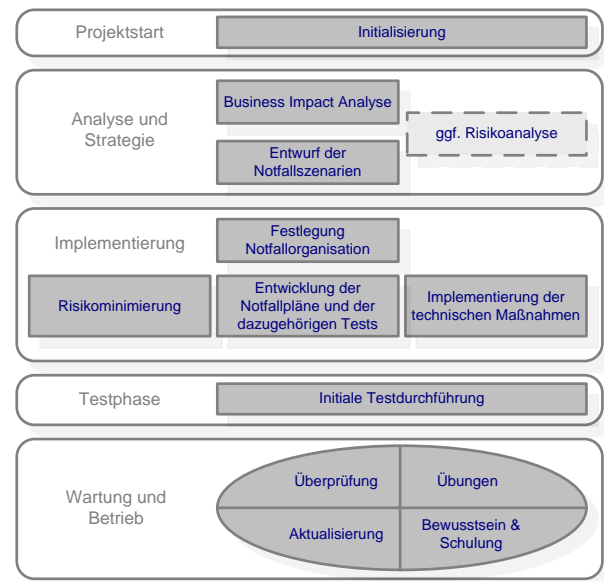 Projektstart
Initialisierung
Analyse und
Strategie
Business Impact Analyse
ggf. Risikoanalyse
Entwurf der
Notfallszenarien
Implementierung
Festlegung
Notfallorganisation
Risikominimierung
Entwicklung der
Notfallpläne und der
dazugehörigen Tests
Implementierung der
technischen Maßnahmen
Testphase
Initiale Testdurchführung
Wartung und
Betrieb
Überprüfung
Übungen
Aktualisierung
Bewusstsein &
Schulung